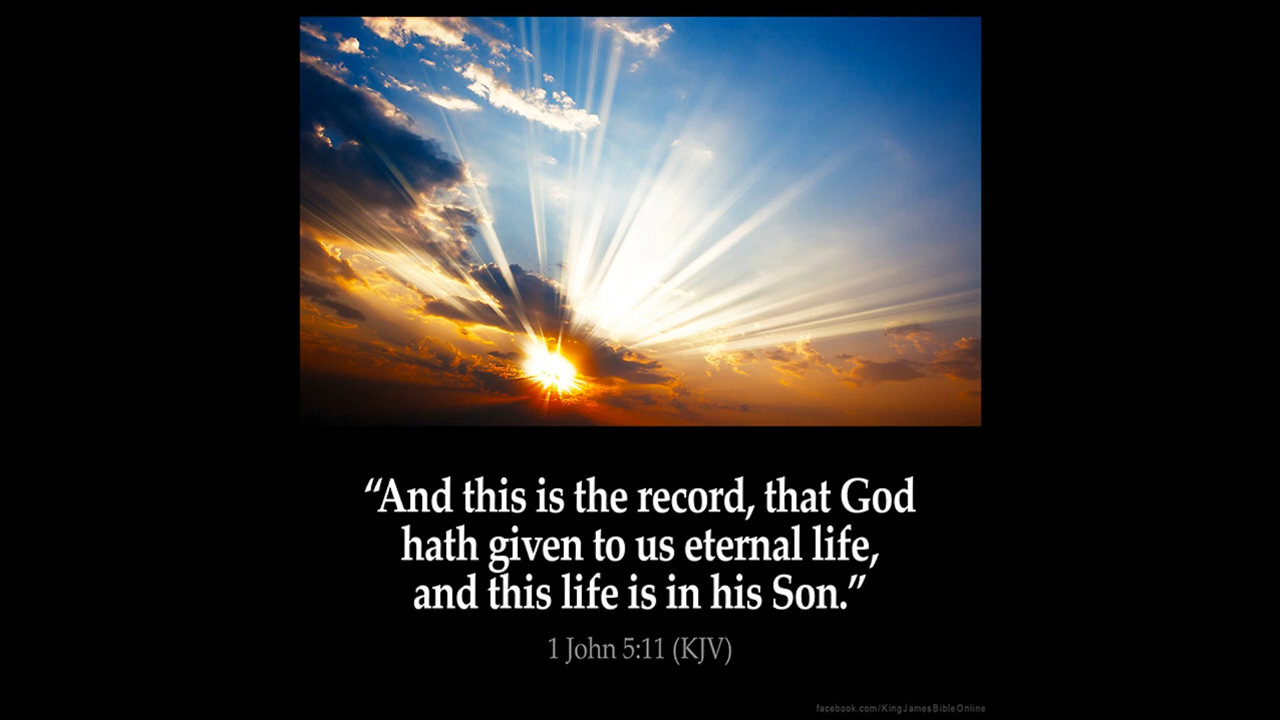 “And this is the record, that God
hath given to us eternal life,
and this life is in his Son.”
1 John 5:11 (KJV)
facebook.com/KingJamesBibleOnline